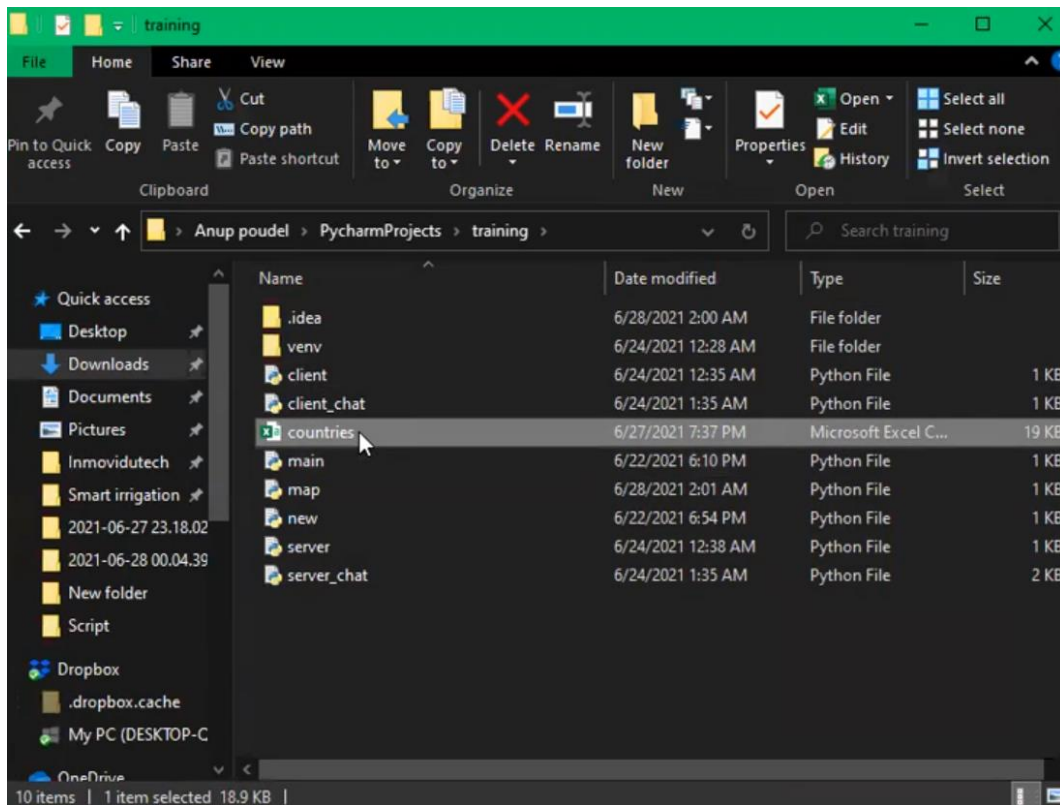 training
File Home Share View
Pin to Quick access
Copy
Paste
Cut
Copy path
Paste shortcut
Move to
Copy to
Delete
Rename
New folder
Properties
Open
Edit
History
Select all
Select none
Invert selection
Clipboard Organize New Open Select
Anup poudel > PycharmProjects > training >
Search training
Name Date modified Type Size
Quick access
Desktop
Downloads
Documents
Pictures
Inmovidutech
Smart irrigation
2021-06-27 23.18.02
2021-06-28 00.04.39
New folder
Script
Dropbox
.dropbox.cache
My PC (DESKTOP-C
OneDrive
.idea 6/28/2021 2:00 AM File folder
venv 6/24/2021 12:28 AM File folder
client 6/24/2021 12:35 AM Python File 1 KB
client_chat 6/24/2021 1:35 AM Python File 1 KB
countries 6/27/2021 7:37 PM Microsoft Excel C... 19 KB
main 6/22/2021 6:10 PM Python File 1 KB
map 6/28/2021 2:01 AM Python File 1 KB
new 6/22/2021 6:54 PM Python File 1 KB
server 6/24/2021 12:38 AM Python File 1 KB
server_chat 6/24/2021 1:35 AM Python File 2 KB
10 items | 1 item selected 18.9 KB |